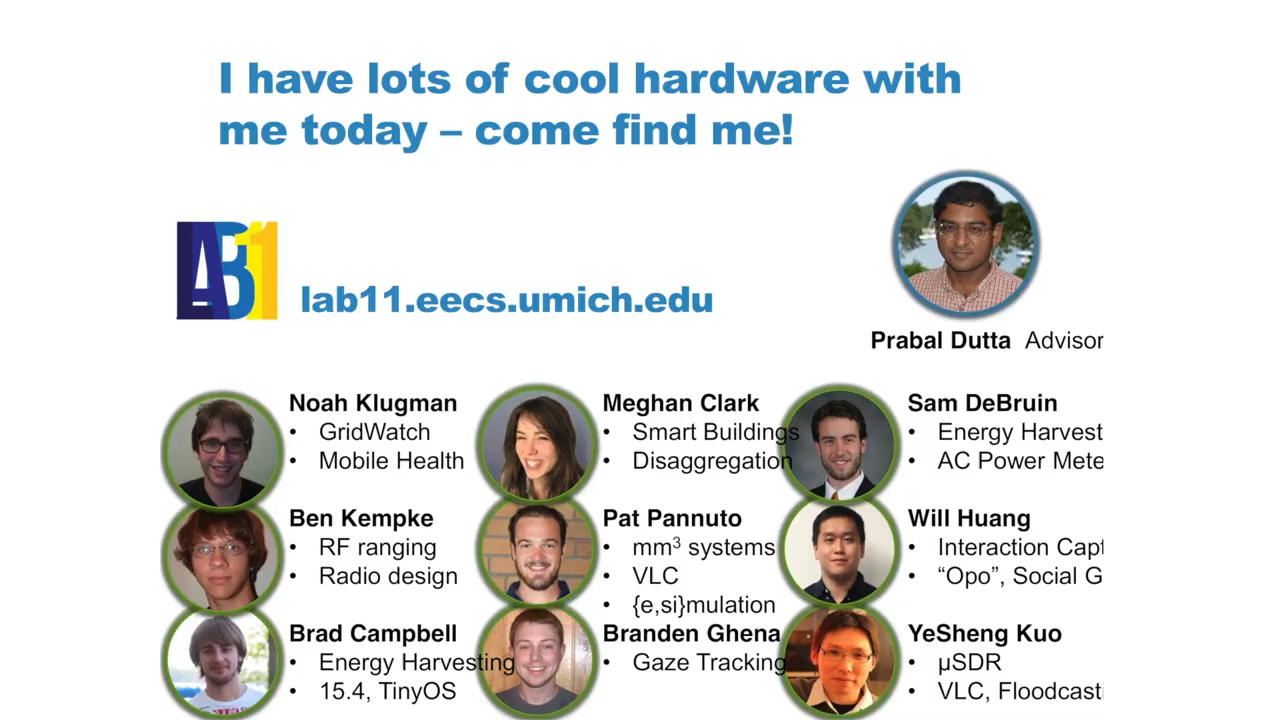 I have lots of cool hardware with
me today – come find me!
LAB11
lab11.eecs.umich.edu
Prabal Dutta Advisor
Noah Klugman
• GridWatch
• Mobile Health
Meghan Clark
• Smart Buildings
• Disaggregation
Sam DeBruin
• Energy Harvest
• AC Power Mete
Ben Kempke
• RF ranging
• Radio design
Pat Pannuto
• mm³ systems
• VLC
• {e,si}mulation
Will Huang
• Interaction Capt
• “Opo”, Social G
Brad Campbell
• Energy Harvesting
• 15.4, TinyOS
Branden Ghena
• Gaze Tracking
YeSheng Kuo
• µSDR
• VLC, Floodcasti